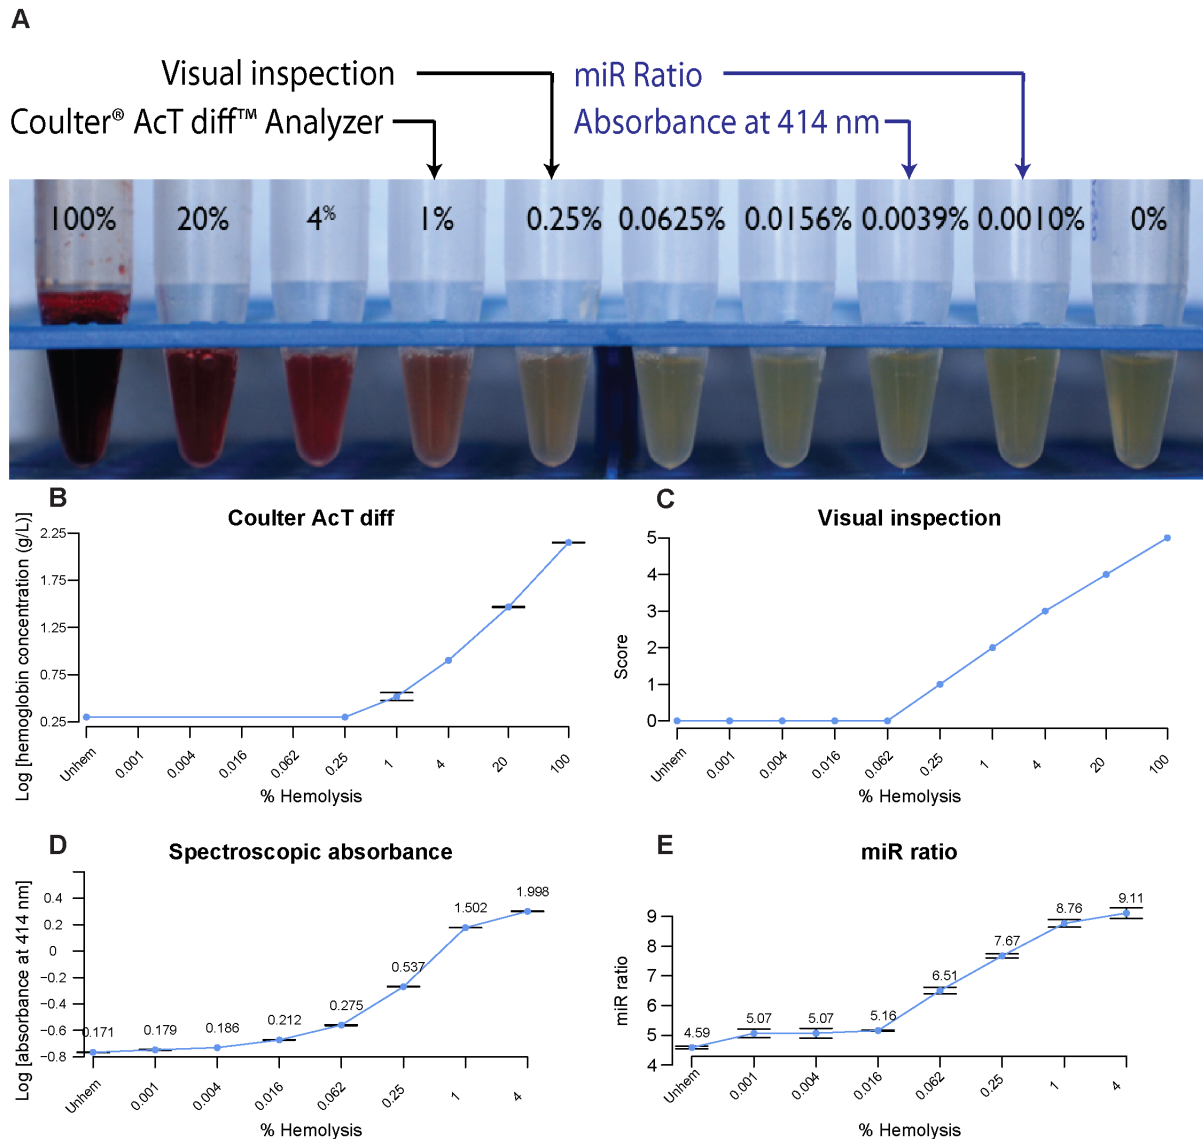 A
Visual inspection
miR Ratio
Coulter® AcT diff™ Analyzer
Absorbance at 414 nm
100% 20% 4% 1% 0.25% 0.0625% 0.0156% 0.0039% 0.0010% 0%
B
Coulter AcT diff
Log [hemoglobin concentration (g/L)]
2.25
1.75
1.25
0.75
0.25
Unhem 0.001 0.004 0.016 0.062 0.25 1 4 20 100
% Hemolysis
C
Visual inspection
Score
5
4
3
2
1
0
Unhem 0.001 0.004 0.016 0.062 0.25 1 4 20 100
% Hemolysis
D
Spectroscopic absorbance
Log [absorbance at 414 nm]
0.4
0.2
0
−0.2
−0.4
−0.6
−0.8
0.171 0.179 0.186 0.212 0.275 0.537 1.502 1.998
Unhem 0.001 0.004 0.016 0.062 0.25 1 4
% Hemolysis
E
miR ratio
miR ratio
9
8
7
6
5
4
4.59 5.07 5.07 5.16 6.51 7.67 8.76 9.11
Unhem 0.001 0.004 0.016 0.062 0.25 1 4
% Hemolysis